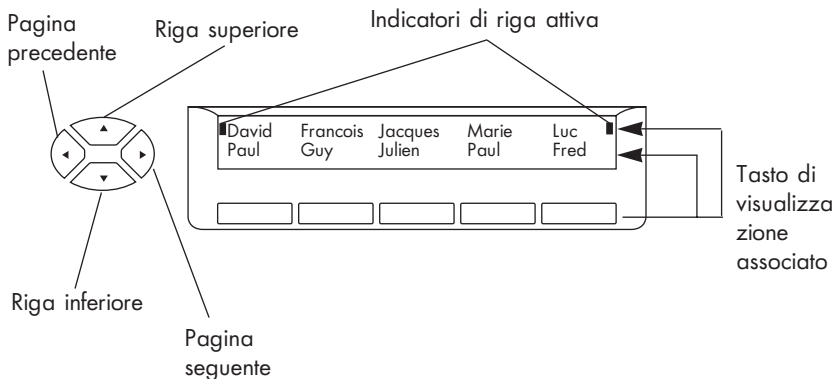 Pagina
precedente
Riga superiore
Indicatori di riga attiva
David Francois Jacques Marie Luc
Paul Guy Julien Paul Fred
Tasto di
visualizza
zione
associato
Riga inferiore
Pagina
seguente